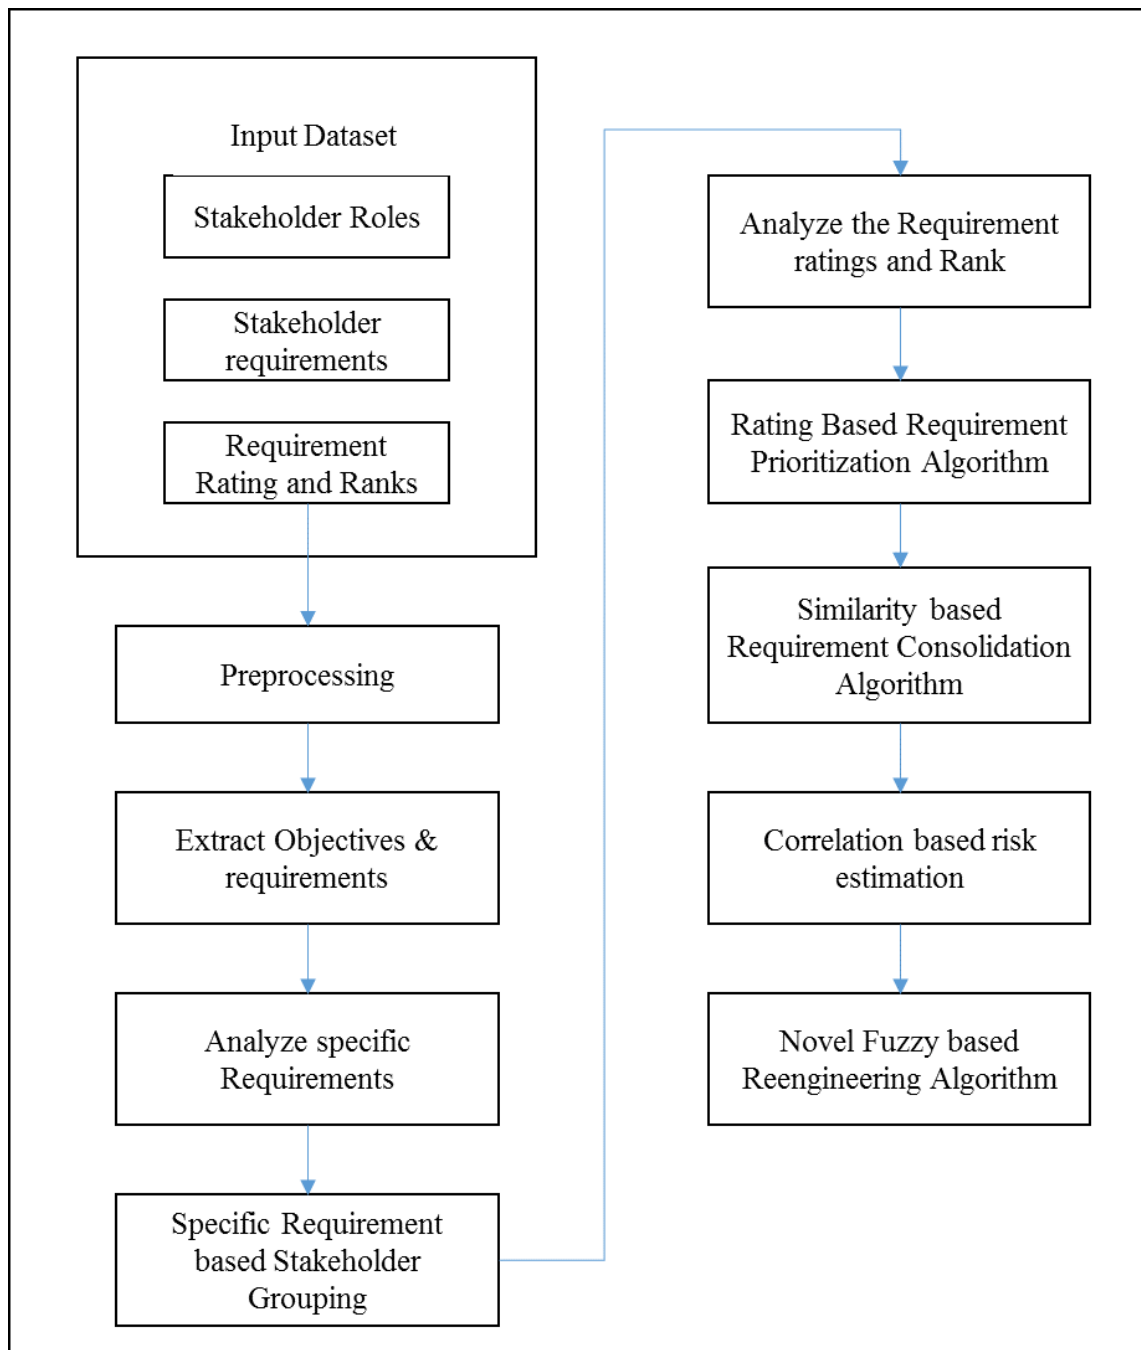 Input Dataset
Stakeholder Roles
Stakeholder
requirements
Requirement
Rating and Ranks
Preprocessing
Extract Objectives &
requirements
Analyze specific
Requirements
Specific Requirement
based Stakeholder
Grouping
Analyze the Requirement
ratings and Rank
Rating Based Requirement
Prioritization Algorithm
Similarity based
Requirement Consolidation
Algorithm
Correlation based risk
estimation
Novel Fuzzy based
Reengineering Algorithm